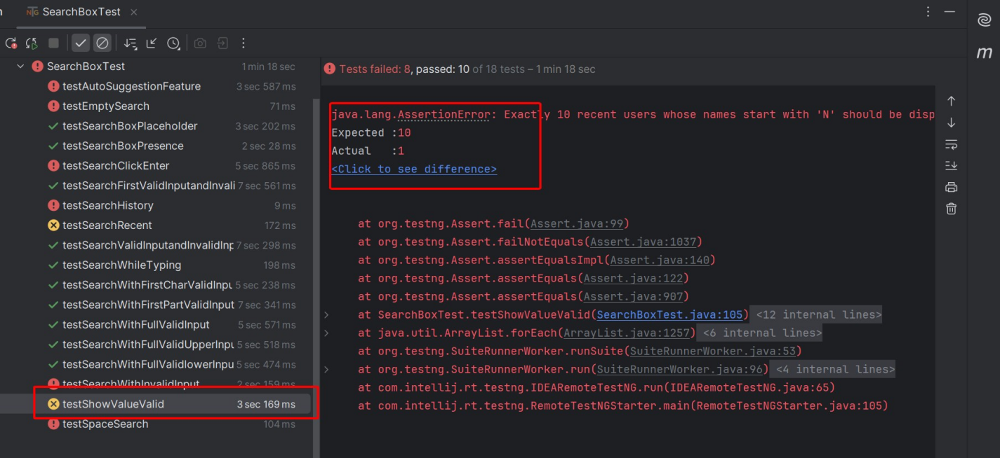 SearchBoxTest
SearchBoxTest 1 min 18 sec
testAutoSuggestionFeature 3 sec 587 ms
testEmptySearch 71 ms
testSearchBoxPlaceholder 3 sec 202 ms
testSearchBoxPresence 2 sec 28 ms
testSearchClickEnter 5 sec 865 ms
testSearchFirstValidInputandInvali 7 sec 561 ms
testSearchHistory 9 ms
testSearchRecent 172 ms
testSearchValidInputandInvalidInp 7 sec 298 ms
testSearchWhileTyping 198 ms
testSearchWithFirstCharValidInpu 5 sec 238 ms
testSearchWithFirstPartValidInput 7 sec 341 ms
testSearchWithFullValidInput 5 sec 571 ms
testSearchWithFullValidUpperInpu 5 sec 518 ms
testSearchWithFullValidlowerInpu 5 sec 474 ms
testSearchWithInvalidInput 2 sec 159 ms
testShowValueValid 3 sec 169 ms
testSpaceSearch 104 ms
Tests failed: 8, passed: 10 of 18 tests – 1 min 18 sec
java.lang.AssertionError: Exactly 10 recent users whose names start with 'N' should be disp
Expected :10
Actual :1
<Click to see difference>
at org.testng.Assert.fail(Assert.java:99)
at org.testng.Assert.failNotEquals(Assert.java:1037)
at org.testng.Assert.assertEqualsImpl(Assert.java:140)
at org.testng.Assert.assertEquals(Assert.java:122)
at org.testng.Assert.assertEquals(Assert.java:907)
at SearchBoxTest.testShowValueValid(SearchBoxTest.java:105) <12 internal lines>
at java.util.ArrayList.forEach(ArrayList.java:1257) <6 internal lines>
at org.testng.SuiteRunnerWorker.runSuite(SuiteRunnerWorker.java:53)
at org.testng.SuiteRunnerWorker.run(SuiteRunnerWorker.java:96) <4 internal lines>
at com.intellij.rt.testng.IDEARemoteTestNG.run(IDEARemoteTestNG.java:65)
at com.intellij.rt.testng.RemoteTestNGStarter.main(RemoteTestNGStarter.java:105)
m